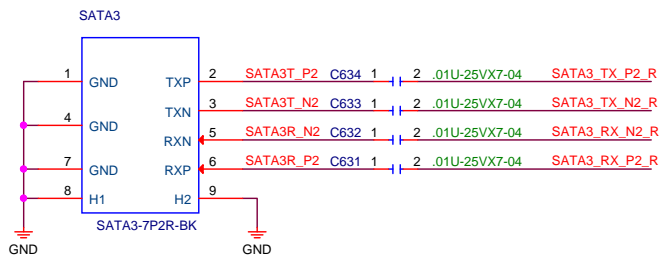 SATA3
1 GND TXP 2 SATA3T_P2 C634 1 2 .01U-25VX7-04 SATA3_TX_P2_R
TXN 3 SATA3T_N2 C633 1 2 .01U-25VX7-04 SATA3_TX_N2_R
4 GND
RXN 5 SATA3R_N2 C632 1 2 .01U-25VX7-04 SATA3_RX_N2_R
7 GND RXP 6 SATA3R_P2 C631 1 2 .01U-25VX7-04 SATA3_RX_P2_R
8 H1 H2 9
SATA3-7P2R-BK
GND GND